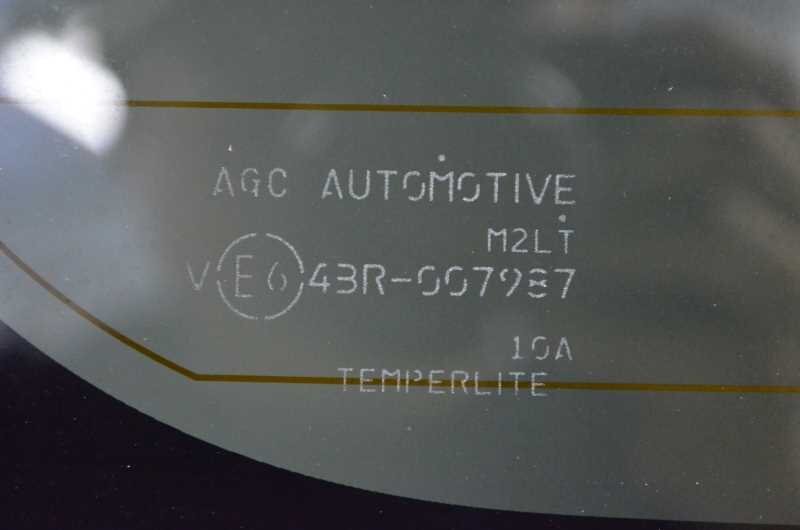 AGC AUTOMOTIVE
M2LT
V E6 43R-007987
10A
TEMPERLITE